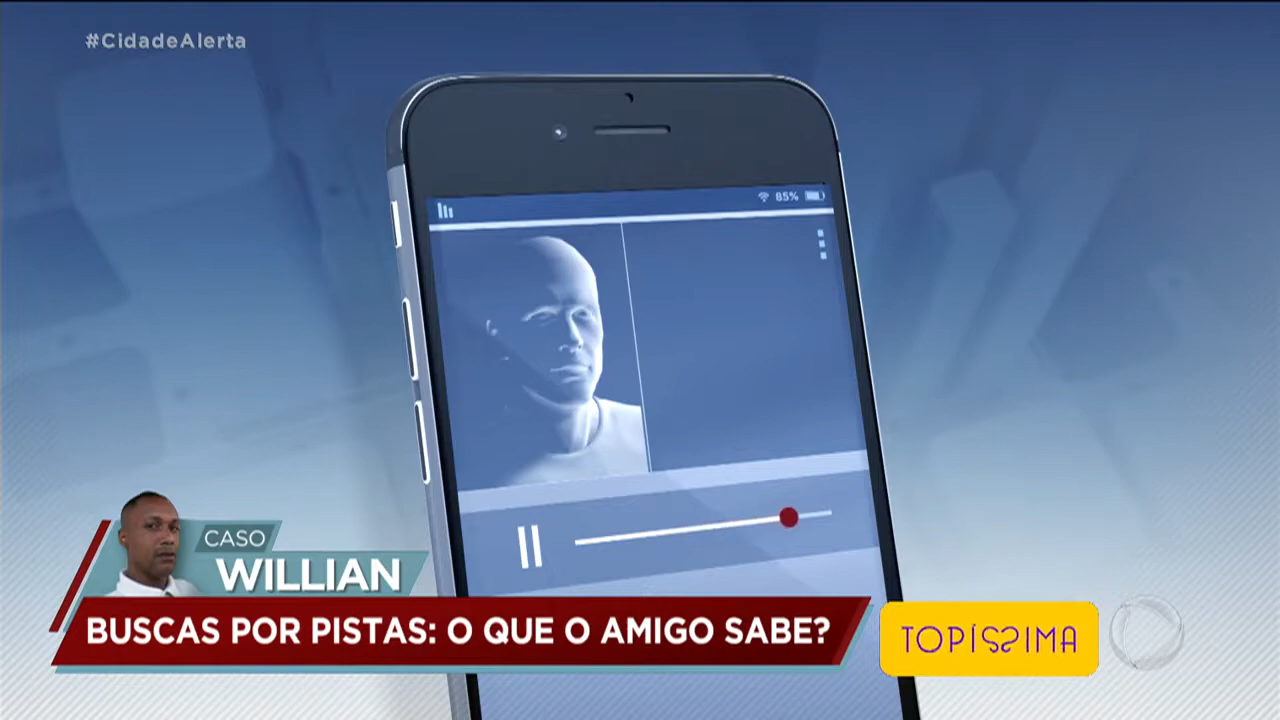 #CidadeAlerta
85%
CASO
WILLIAN
BUSCAS POR PISTAS: O QUE O AMIGO SABE?
TOPÍSSIMA